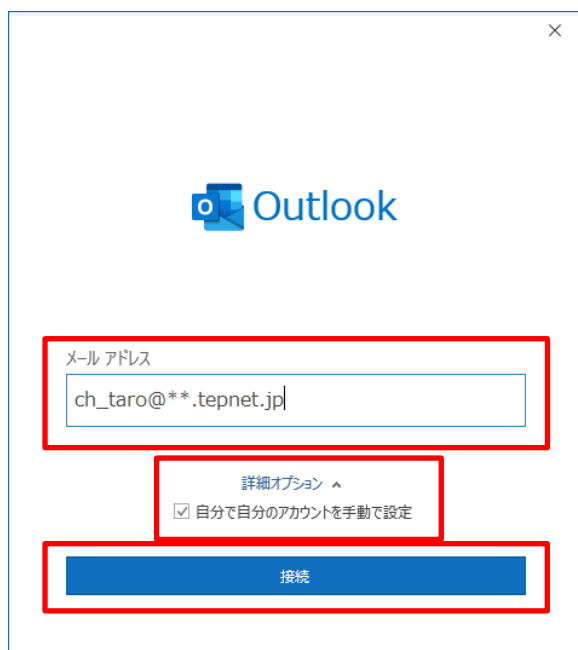 Outlook
メール アドレス
ch_taro@**.tepnet.jp
詳細オプション
自分で自分のアカウントを手動で設定
接続